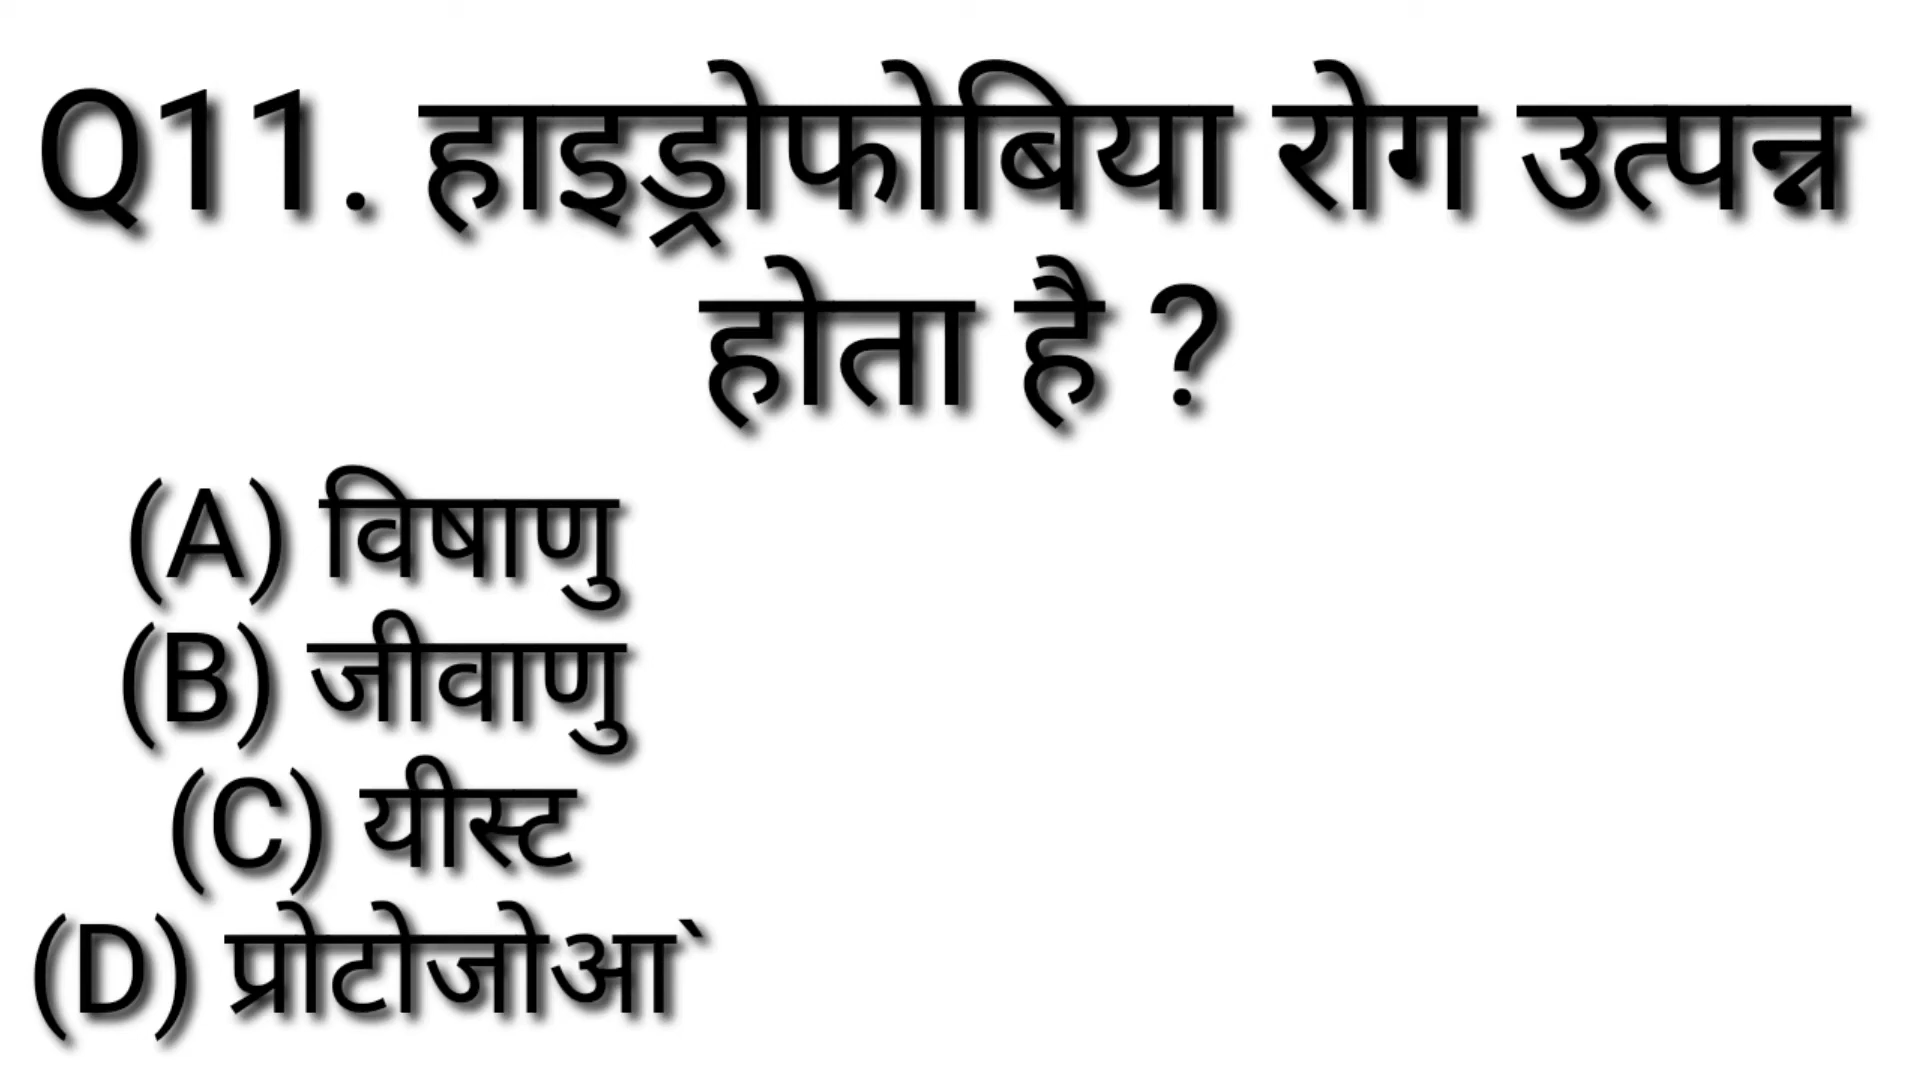 Q11. हाइड्रोफोबिया रोग उत्पन्न
होता है ?
(A) विषाणु
(B) जीवाणु
(C) यीस्ट
(D) प्रोटोजोआ`